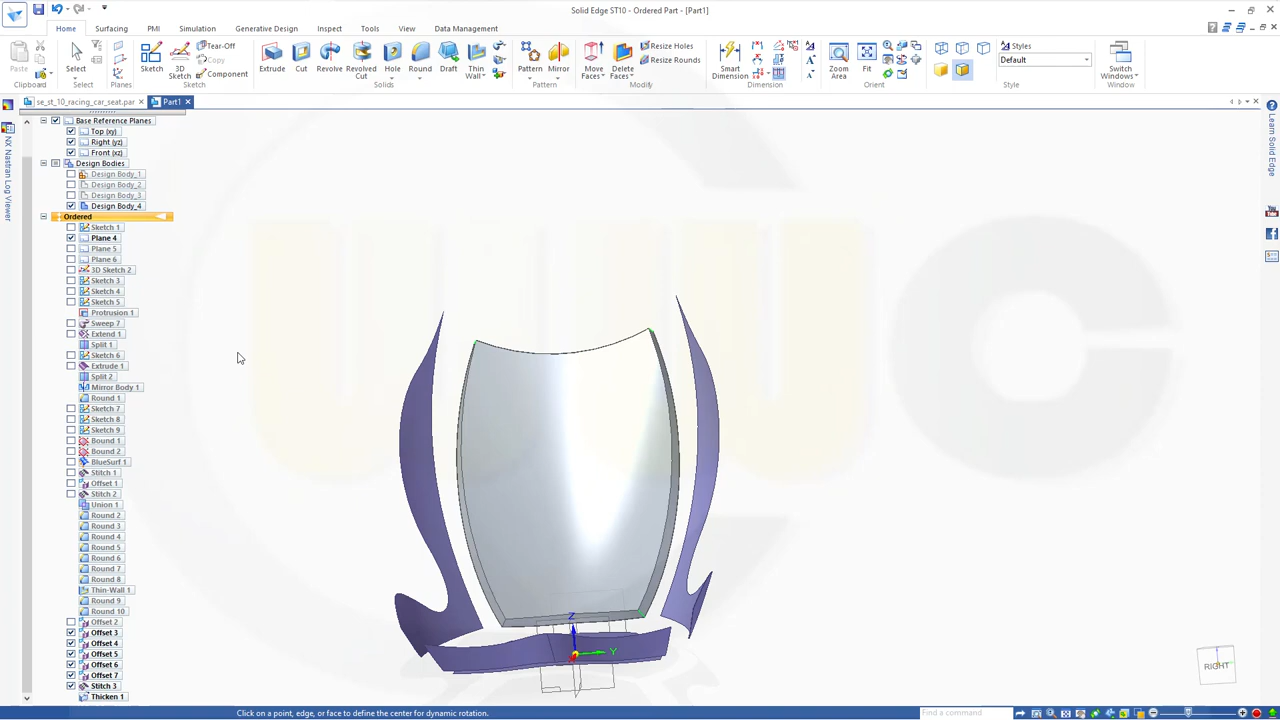 Solid Edge ST10 - Ordered Part - [Part1]
Home Surfacing PMI Simulation Generative Design Inspect Tools View Data Management
Tear-Off Resize Holes Styles
Copy Resize Rounds Default
Component
Paste Select Sketch 3D Sketch Extrude Cut Revolve Revolved Cut Hole Round Draft Thin Wall Pattern Mirror Move Faces Delete Faces Smart Dimension Zoom Area Fit Switch Windows
Clipboard Select Planes Sketch Solids Pattern Modify Dimension Orient Style Window
se_st_10_racing_car_seat.par Part1
NX Nastran Log Viewer
Learn Solid Edge
You Tube
Base Reference Planes
Top (xy)
Right (yz)
Front (xz)
Design Bodies
Design Body_1
Design Body_2
Design Body_3
Design Body_4
Ordered
Sketch 1
Plane 4
Plane 5
Plane 6
3D Sketch 2
Sketch 3
Sketch 4
Sketch 5
Protrusion 1
Sweep 7
Extend 1
Split 1
Sketch 6
Extrude 1
Split 2
Mirror Body 1
Round 1
Sketch 7
Sketch 8
Sketch 9
Bound 1
Bound 2
BlueSurf 1
Stitch 1
Offset 1
Stitch 2
Union 1
Round 2
Round 3
Round 4
Round 5
Round 6
Round 7
Round 8
Thin-Wall 1
Round 9
Round 10
Offset 2
Offset 3
Offset 4
Offset 5
Offset 6
Offset 7
Stitch 3
Thicken 1
Z
Y
RIGHT
Click on a point, edge, or face to define the center for dynamic rotation.
Find a command